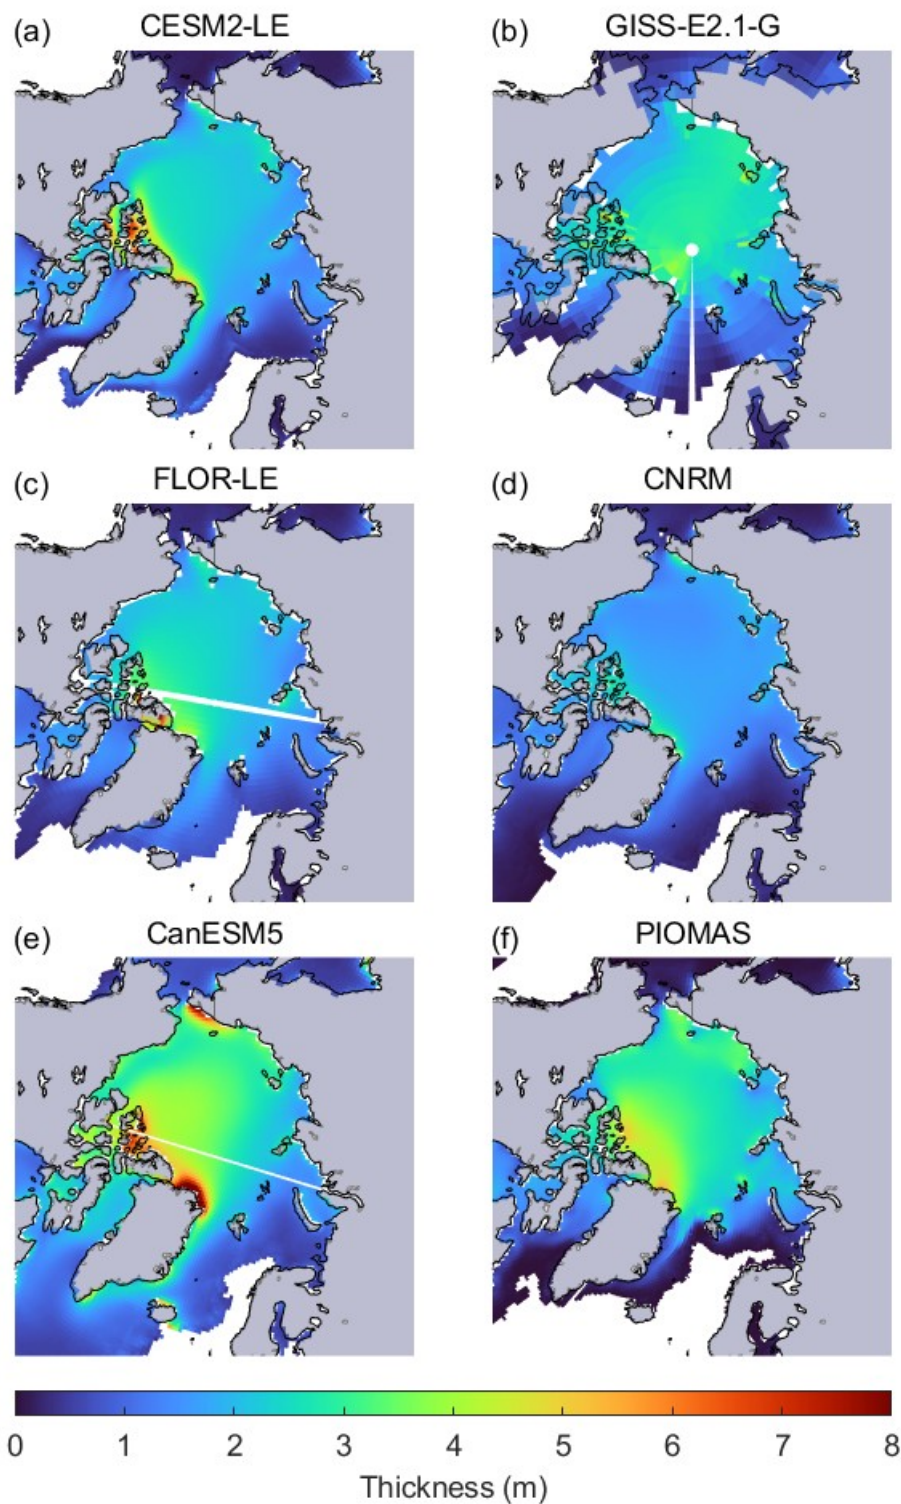 (a) CESM2-LE
(b) GISS-E2.1-G
(c) FLOR-LE
(d) CNRM
(e) CanESM5
(f) PIOMAS
0 1 2 3 4 5 6 7 8
Thickness (m)